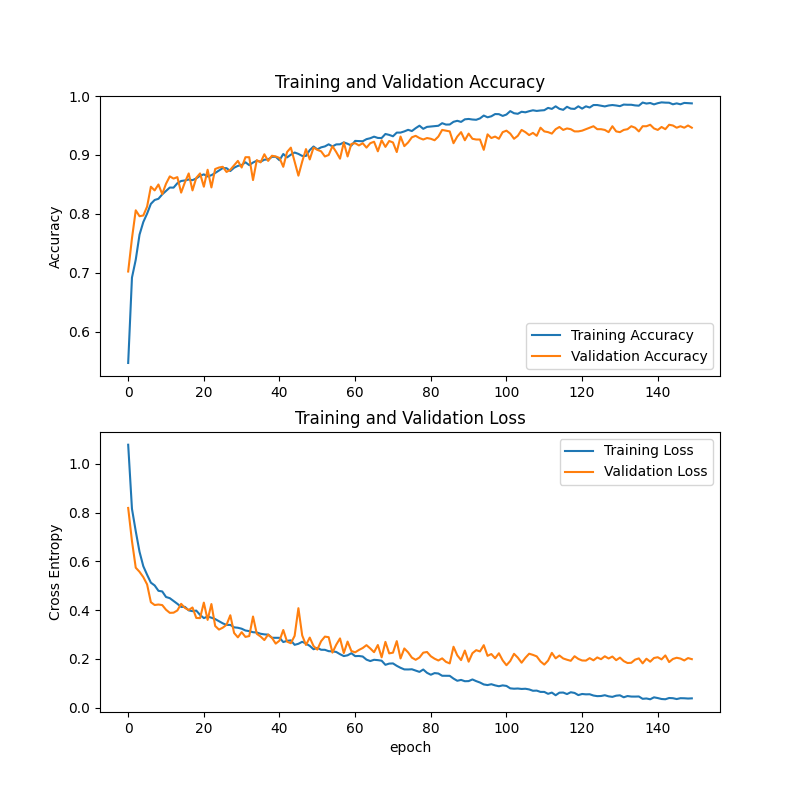 Training and Validation Accuracy
1.0
0.9
0.8
0.7
0.6
Accuracy
Training Accuracy
Validation Accuracy
0 20 40 60 80 100 120 140
Training and Validation Loss
1.0
0.8
0.6
0.4
0.2
0.0
Cross Entropy
Training Loss
Validation Loss
0 20 40 60 80 100 120 140
epoch